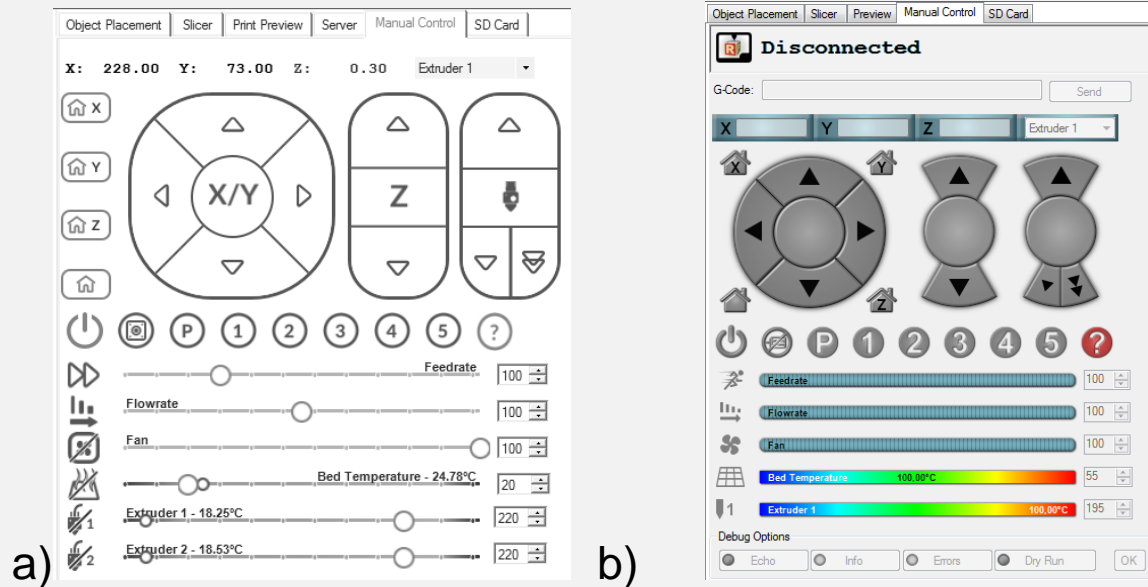 Object Placement Slicer Print Preview Server Manual Control SD Card
X: 228.00 Y: 73.00 Z: 0.30 Extruder 1
X
Y
X/Y Z
Z
P 1 2 3 4 5 ?
Feedrate 100
Flowrate 100
Fan 100
Bed Temperature - 24.78°C 20
1 Extruder 1 - 18.25°C 220
2 Extruder 2 - 18.53°C 220
a)
Object Placement Slicer Preview Manual Control SD Card
R Disconnected
G-Code: Send
X Y Z Extruder 1
X Y
Z
P 1 2 3 4 5 ?
Feedrate 100
Flowrate 100
Fan 100
Bed Temperature 100,00°C 55
1 Extruder 1 100,00°C 195
Debug Options
Echo Info Errors Dry Run OK
b)